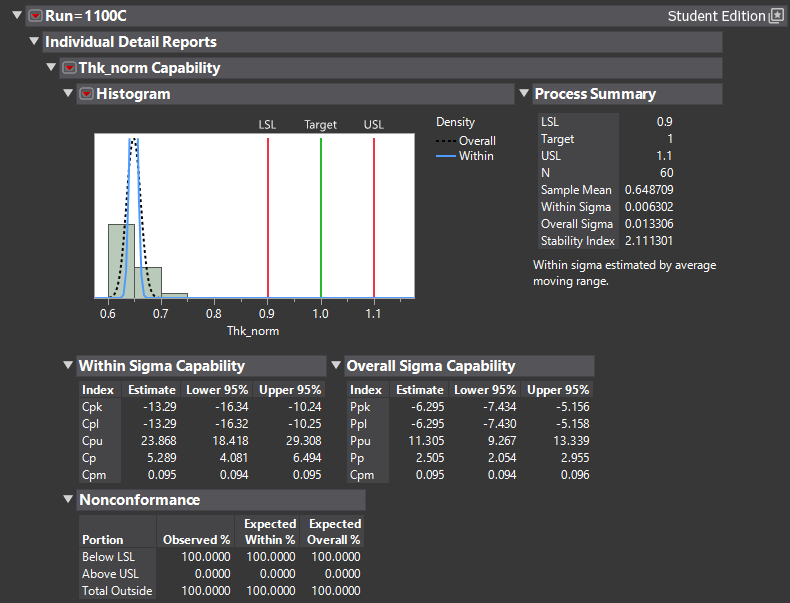 Run=1100C Student Edition
Individual Detail Reports
Thk_norm Capability
Histogram
LSL Target USL
0.6 0.7 0.8 0.9 1.0 1.1
Thk_norm
Density
Overall
Within
Process Summary
LSL 0.9
Target 1
USL 1.1
N 60
Sample Mean 0.648709
Within Sigma 0.006302
Overall Sigma 0.013306
Stability Index 2.111301
Within sigma estimated by average
moving range.
Within Sigma Capability
Index Estimate Lower 95% Upper 95%
Cpk -13.29 -16.34 -10.24
Cpl -13.29 -16.32 -10.25
Cpu 23.868 18.418 29.308
Cp 5.289 4.081 6.494
Cpm 0.095 0.094 0.095
Overall Sigma Capability
Index Estimate Lower 95% Upper 95%
Ppk -6.295 -7.434 -5.156
Ppl -6.295 -7.430 -5.158
Ppu 11.305 9.267 13.339
Pp 2.505 2.054 2.955
Cpm 0.095 0.094 0.096
Nonconformance
Portion Observed % Expected Within % Expected Overall %
Below LSL 100.0000 100.0000 100.0000
Above USL 0.0000 0.0000 0.0000
Total Outside 100.0000 100.0000 100.0000